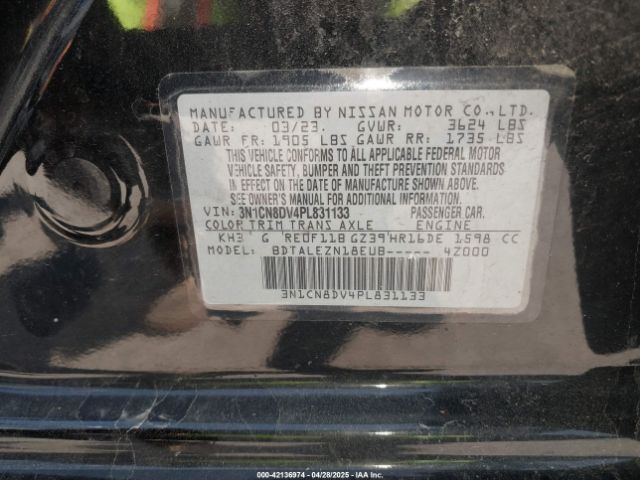 MANUFACTURED BY NISSAN MOTOR CO., LTD.
DATE: 03/23. GVWR: 3624 LBS
GAWR FR: 1905 LBS GAWR RR: 1735 LBS
THIS VEHICLE CONFORMS TO ALL APPLICABLE FEDERAL MOTOR
VEHICLE SAFETY, BUMPER AND THEFT PREVENTION STANDARDS
IN EFFECT ON THE DATE OF MANUFACTURE SHOWN ABOVE.
SEE OWNER'S MANUAL FOR ADDITIONAL INFORMATION.
VIN: 3N1CN8DV4PL831133 PASSENGER CAR.
COLOR TRIM TRANS AXLE ENGINE
KH3 G RE0F11B GZ39 HR16DE 1598 CC
MODEL: BDTALEZN18EUB----- 4Z000
3N1CN8DV4PL831133
000-42136974 | 04/28/2025 | IAAI.COM